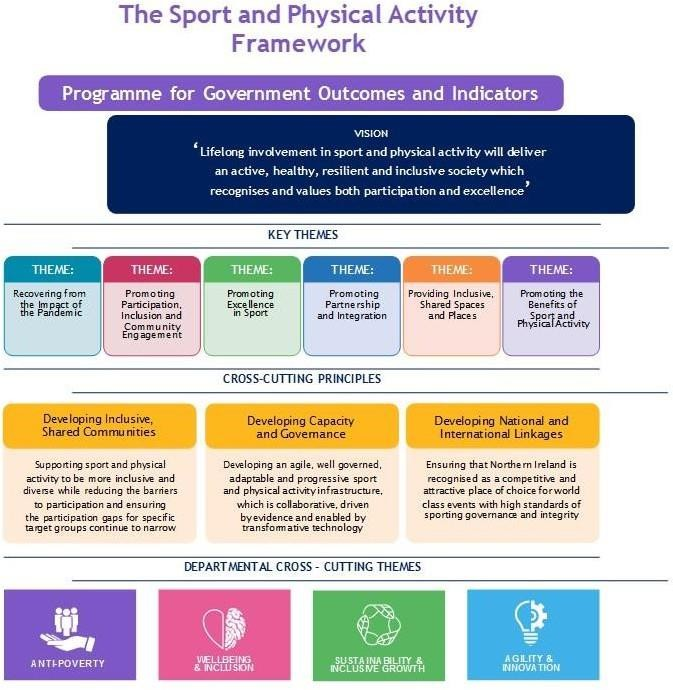 The Sport and Physical Activity
Framework
Programme for Government Outcomes and Indicators
VISION
‘Lifelong involvement in sport and physical activity will deliver
an active, healthy, resilient and inclusive society which
recognises and values both participation and excellence’
KEY THEMES
THEME:
Recovering from
the Impact of
the Pandemic
THEME:
Promoting
Participation,
Inclusion and
Community
Engagement
THEME:
Promoting
Excellence
in Sport
THEME:
Promoting
Partnership
and Integration
THEME:
Providing Inclusive,
Shared Spaces
and Places
THEME:
Promoting the
Benefits of
Sport and
Physical Activity
CROSS-CUTTING PRINCIPLES
Developing Inclusive,
Shared Communities
Supporting sport and physical
activity to be more inclusive and
diverse while reducing the barriers
to participation and ensuring
the participation gaps for specific
target groups continue to narrow
Developing Capacity
and Governance
Developing an agile, well governed,
adaptable and progressive sport
and physical activity infrastructure,
which is collaborative, driven
by evidence and enabled by
transformative technology
Developing National and
International Linkages
Ensuring that Northern Ireland is
recognised as a competitive and
attractive place of choice for world
class events with high standards of
sporting governance and integrity
DEPARTMENTAL CROSS - CUTTING THEMES
ANTI-POVERTY
WELLBEING
& INCLUSION
SUSTAINABILITY &
INCLUSIVE GROWTH
AGILITY &
INNOVATION